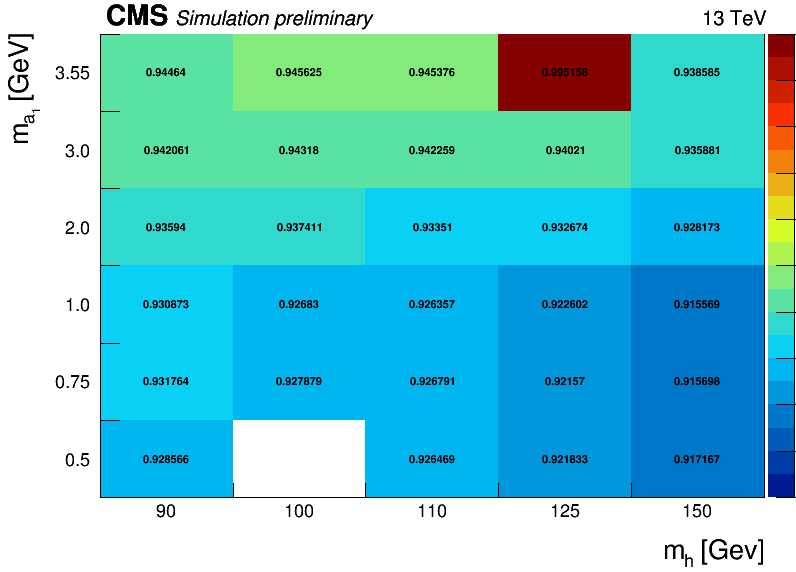 CMS Simulation preliminary 13 TeV
m_a1 [GeV]
3.55 0.94464 0.945625 0.945376 0.995158 0.938585
3.0 0.942061 0.94318 0.942259 0.94021 0.935881
2.0 0.93594 0.937411 0.93351 0.932674 0.928173
1.0 0.930873 0.92683 0.926357 0.922602 0.915569
0.75 0.931764 0.927879 0.926791 0.92157 0.915698
0.5 0.928566 0.926469 0.921833 0.917167
90 100 110 125 150
m_h [Gev]